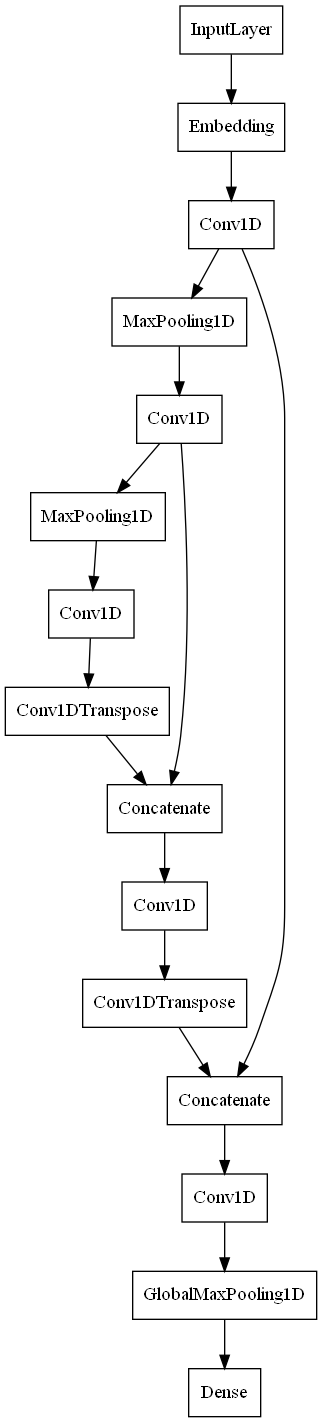 InputLayer
Embedding
Conv1D
MaxPooling1D
Conv1D
MaxPooling1D
Conv1D
Conv1DTranspose
Concatenate
Conv1D
Conv1DTranspose
Concatenate
Conv1D
GlobalMaxPooling1D
Dense